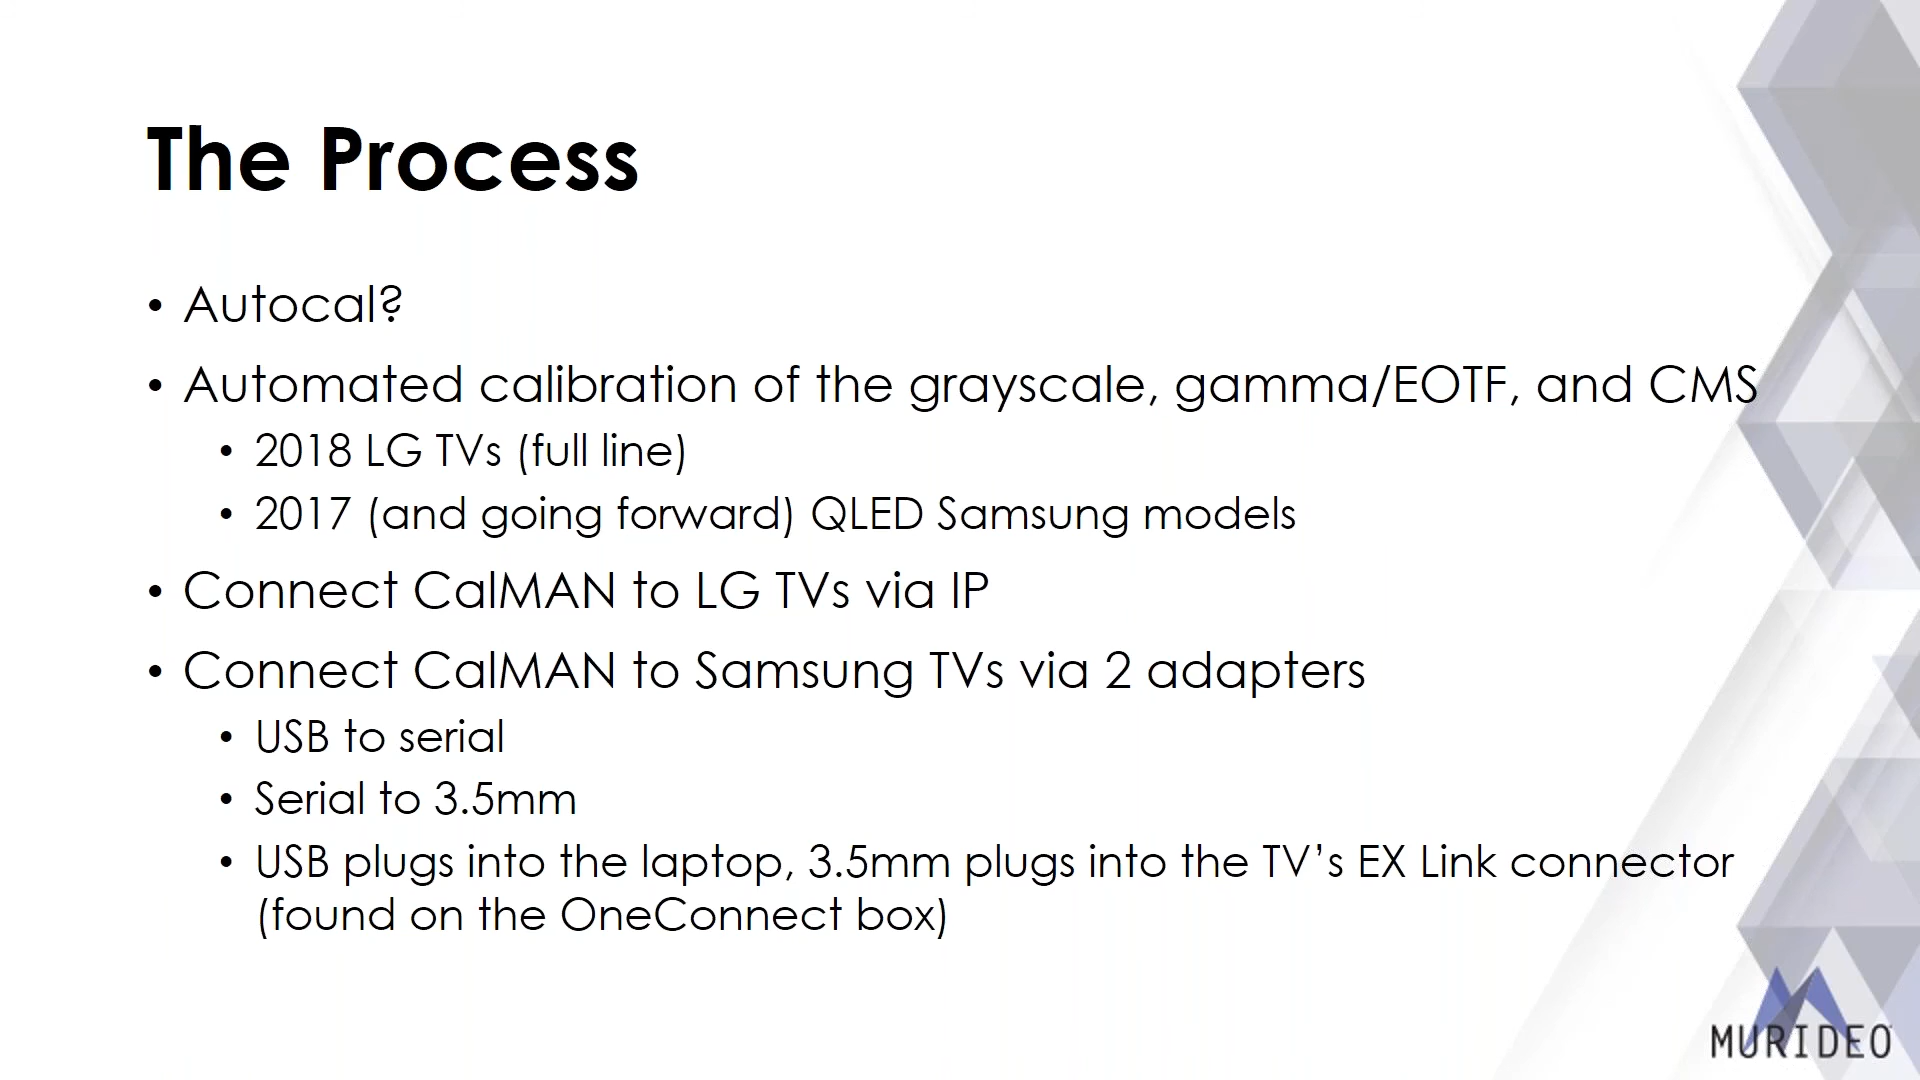 The Process
• Autocal?
• Automated calibration of the grayscale, gamma/EOTF, and CMS
• 2018 LG TVs (full line)
• 2017 (and going forward) QLED Samsung models
• Connect CalMAN to LG TVs via IP
• Connect CalMAN to Samsung TVs via 2 adapters
• USB to serial
• Serial to 3.5mm
• USB plugs into the laptop, 3.5mm plugs into the TV’s EX Link connector
(found on the OneConnect box)
MURIDEO